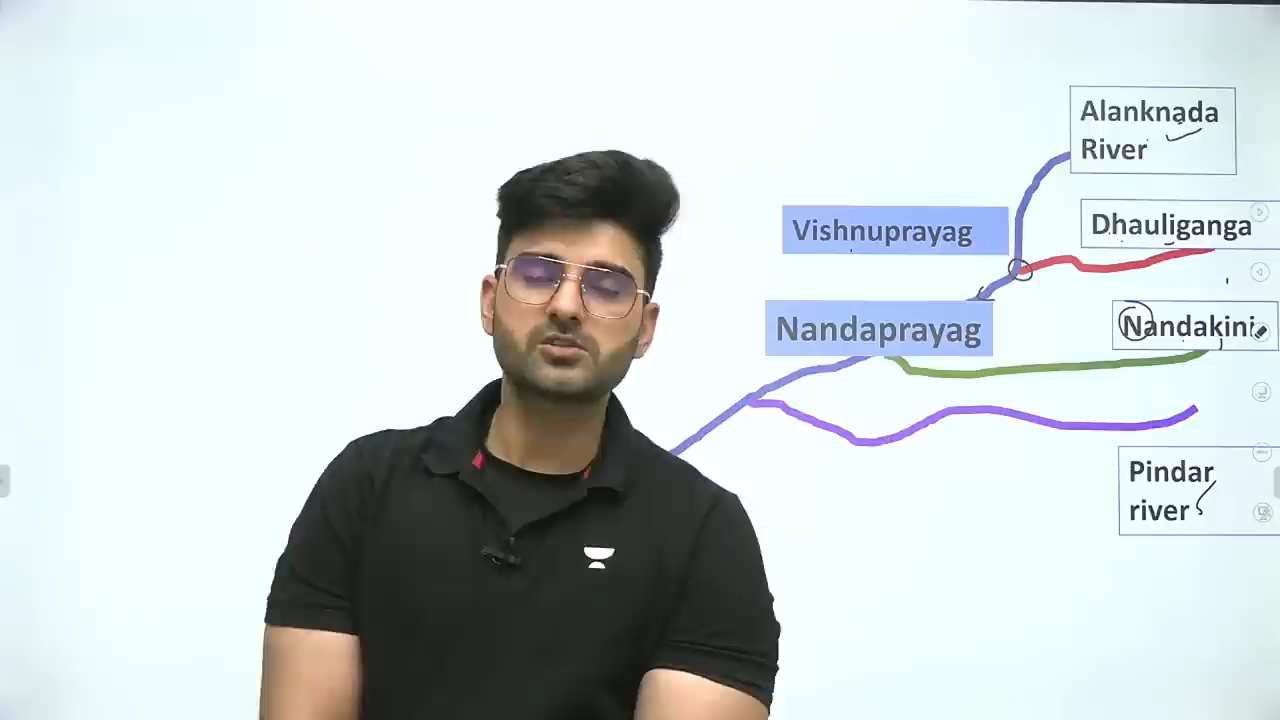 Alanknada
River
Vishnuprayag
Dhauliganga
Nandaprayag
Nandakini
Pindar
river